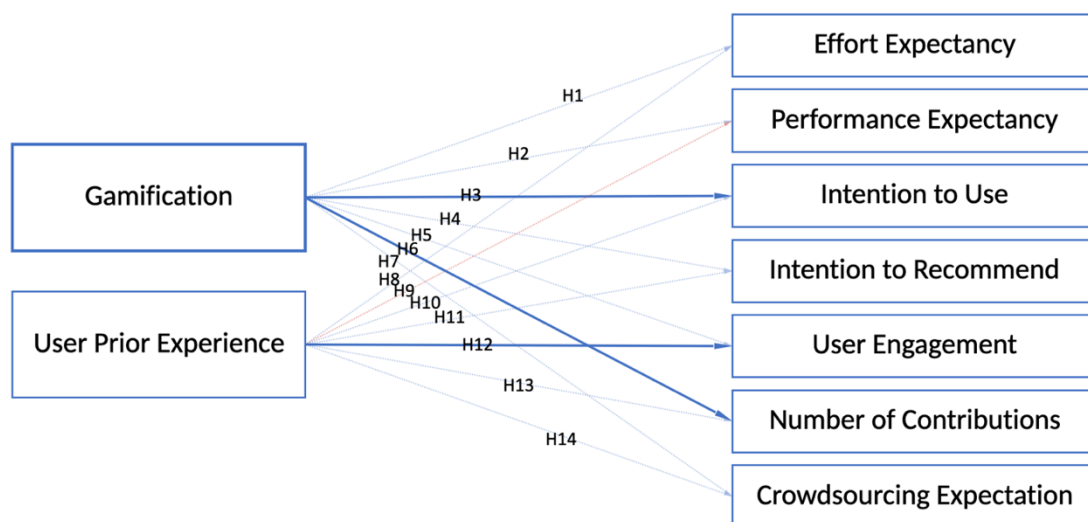 Gamification
User Prior Experience
H1
H2
H3
H4
H5
H6
H7
H8
H9
H10
H11
H12
H13
H14
Effort Expectancy
Performance Expectancy
Intention to Use
Intention to Recommend
User Engagement
Number of Contributions
Crowdsourcing Expectation